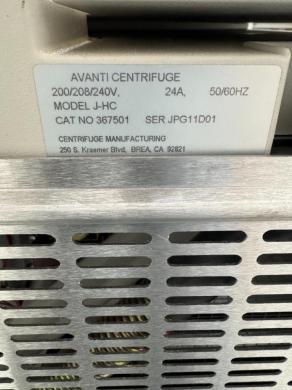 AVANTI CENTRIFUGE
200/208/240V, 24A, 50/60HZ
MODEL J-HC
CAT NO 367501 SER JPG11D01
CENTRIFUGE MANUFACTURING
250 S. Kraemer Blvd, BREA, CA 92821